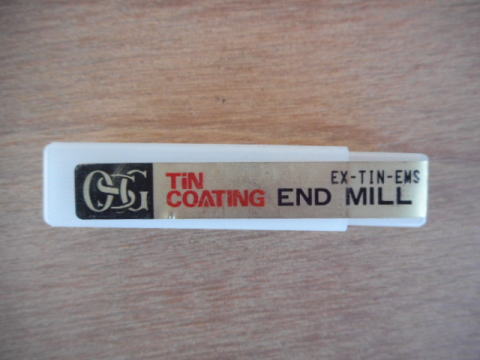 OSG
TiN
COATING
EX-TIN-EMS
END MILL